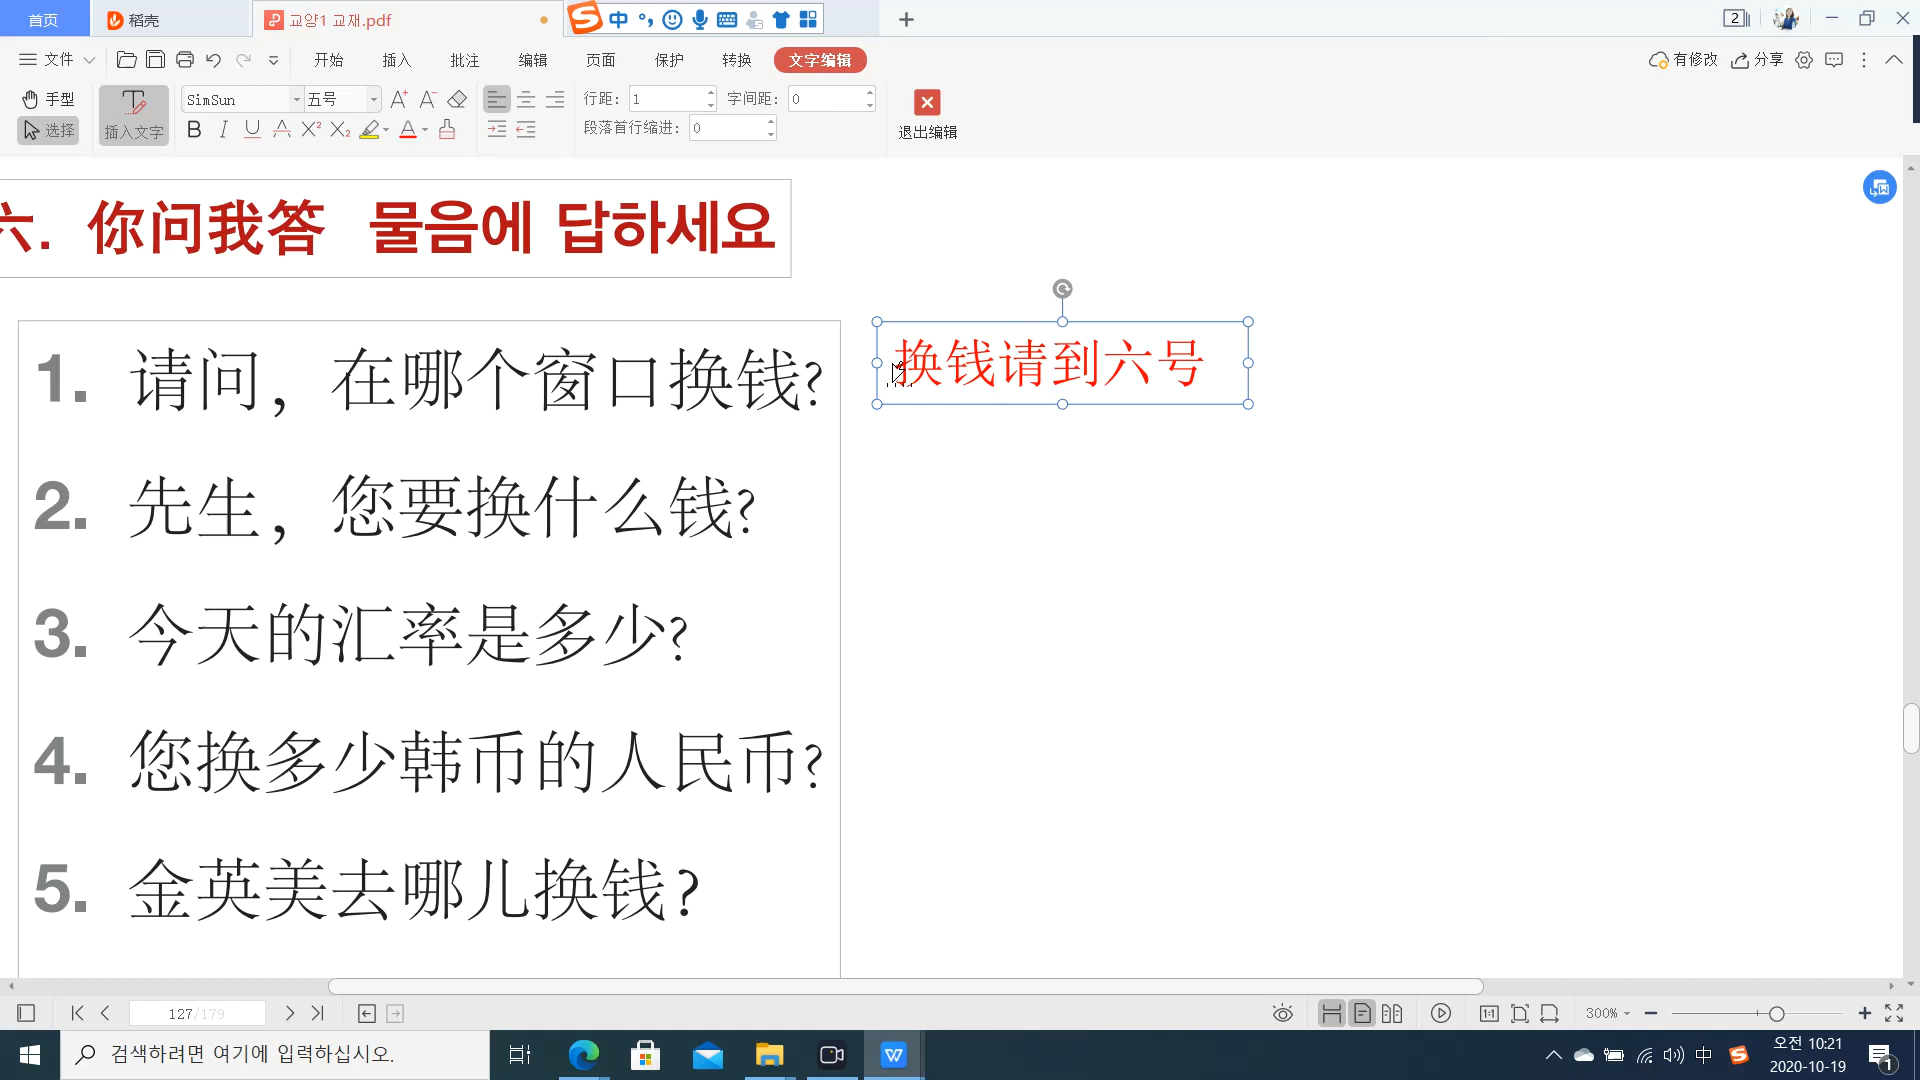 首页
稻壳
교양1 교재.pdf
中
2
文件
开始
插入
批注
编辑
页面
保护
转换
文字编辑
有修改
分享
手型
选择
插入文字
SimSun
五号
行距: 1
字间距: 0
段落首行缩进: 0
退出编辑
六. 你问我答 물음에 답하세요
1. 请问，在哪个窗口换钱?
换钱请到六号
2. 先生，您要换什么钱?
3. 今天的汇率是多少?
4. 您换多少韩币的人民币?
5. 金英美去哪儿换钱?
127/179
300%
검색하려면 여기에 입력하십시오.
中
오전 10:21
2020-10-19
1